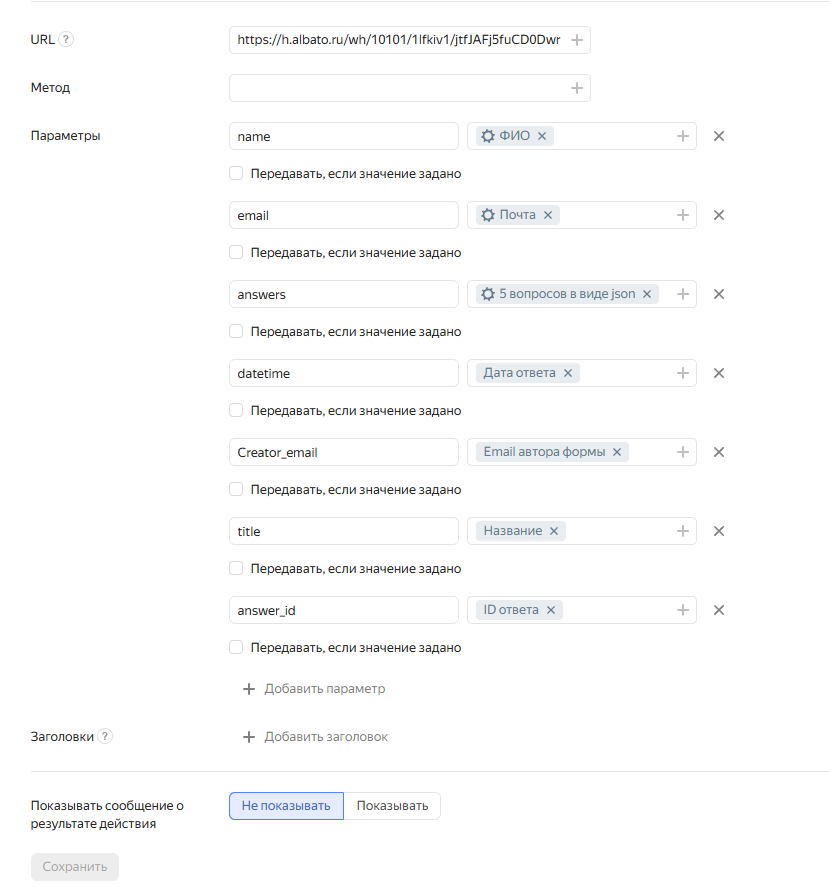 URL ?
https://h.albato.ru/wh/10101/1lfkiv1/jtfJAFj5fuCD0Dwr
Метод
Параметры
name
ФИО
Передавать, если значение задано
email
Почта
Передавать, если значение задано
answers
5 вопросов в виде json
Передавать, если значение задано
datetime
Дата ответа
Передавать, если значение задано
Creator_email
Email автора формы
Передавать, если значение задано
title
Название
Передавать, если значение задано
answer_id
ID ответа
Передавать, если значение задано
Добавить параметр
Заголовки ?
Добавить заголовок
Показывать сообщение о
результате действия
Не показывать
Показывать
Сохранить